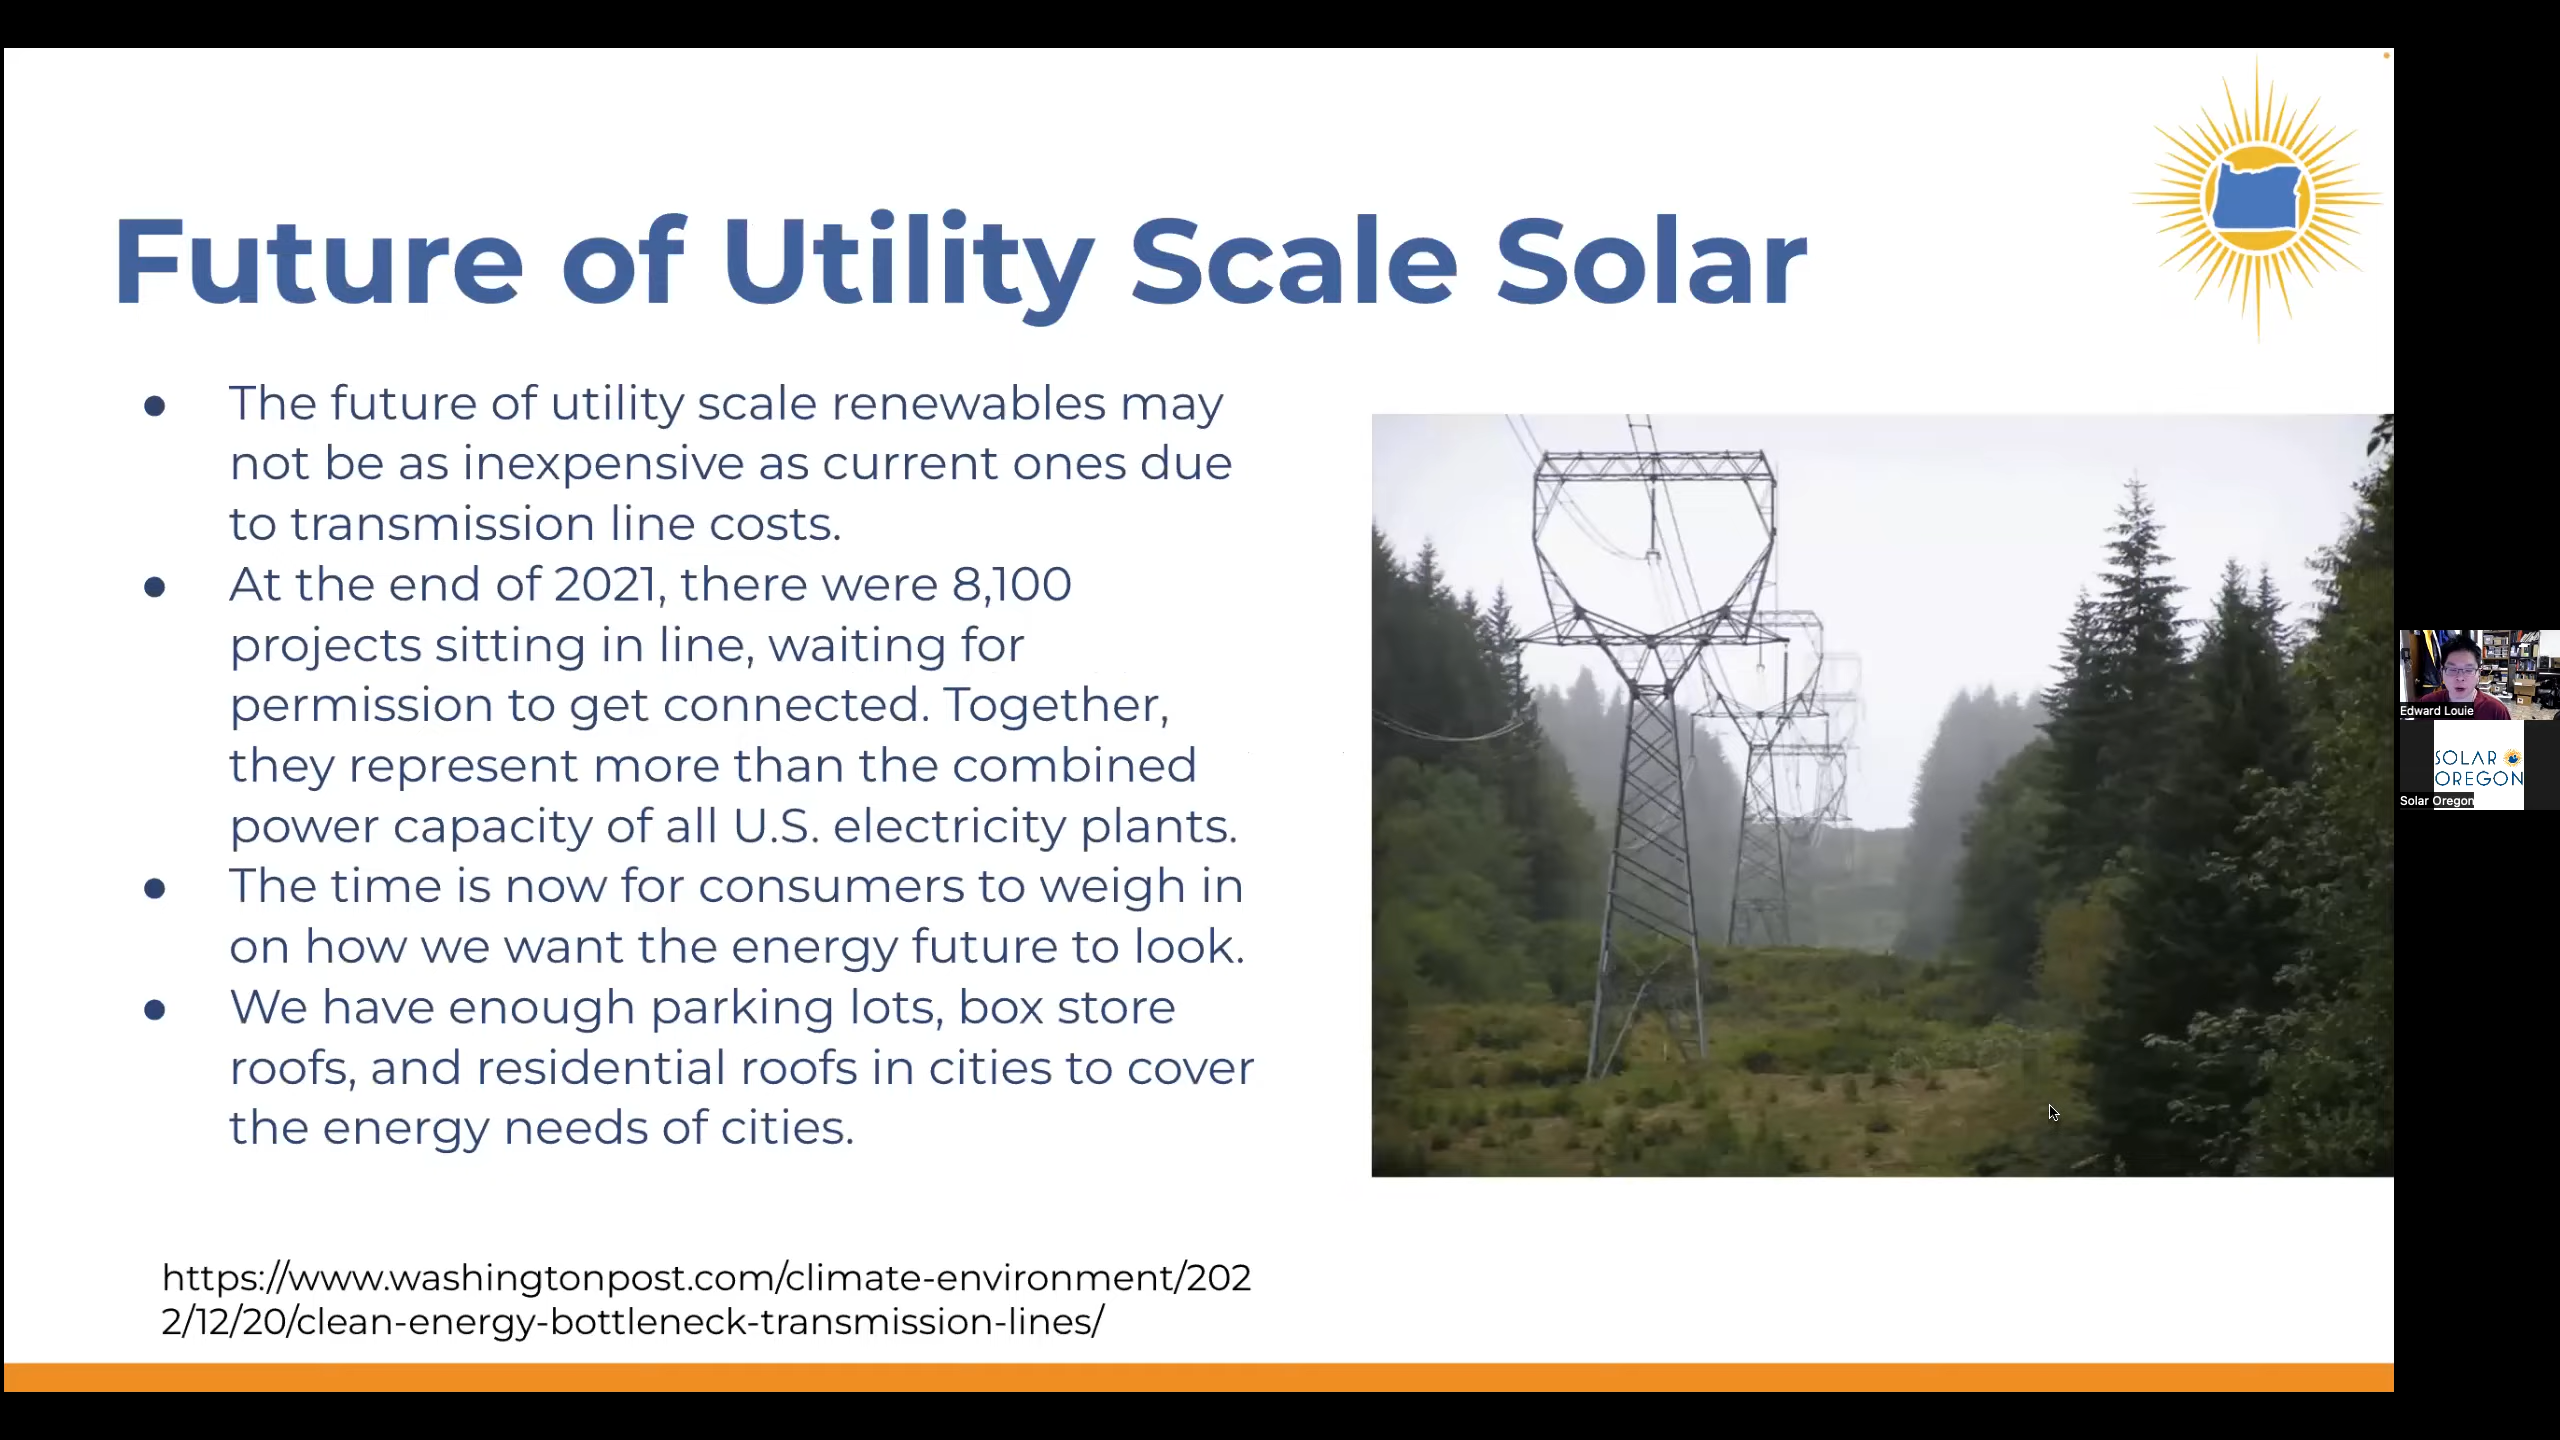 Future of Utility Scale Solar
● The future of utility scale renewables may
not be as inexpensive as current ones due
to transmission line costs.
● At the end of 2021, there were 8,100
projects sitting in line, waiting for
permission to get connected. Together,
they represent more than the combined
power capacity of all U.S. electricity plants.
● The time is now for consumers to weigh in
on how we want the energy future to look.
● We have enough parking lots, box store
roofs, and residential roofs in cities to cover
the energy needs of cities.
https://www.washingtonpost.com/climate-environment/202
2/12/20/clean-energy-bottleneck-transmission-lines/
Edward Louie
SOLAR
OREGON
Solar Oregon